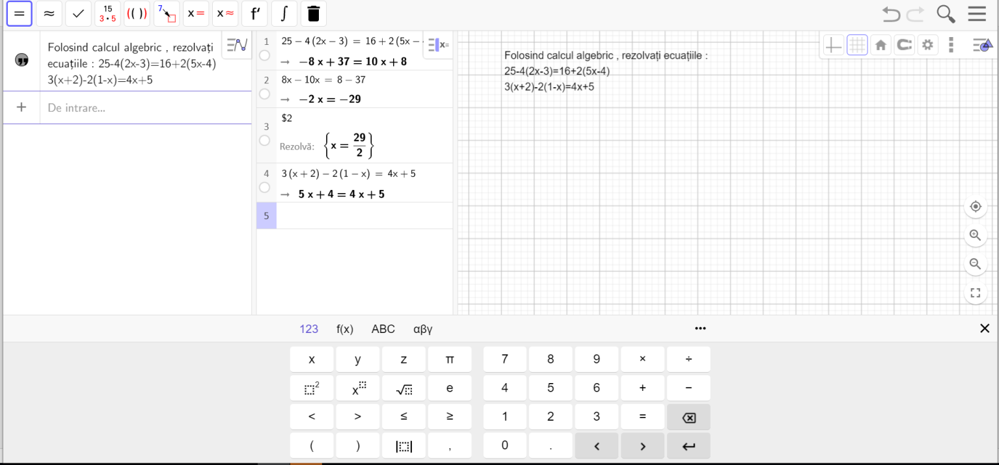 15
3 • 5
(( ))
7
x =
x ≈
f′
∫
Folosind calcul algebric , rezolvați
ecuațiile : 25-4(2x-3)=16+2(5x-4)
3(x+2)-2(1-x)=4x+5
+ De intrare...
1 25 – 4 (2x – 3) = 16 + 2 (5x –
→ –8 x + 37 = 10 x + 8
x=
2 8x – 10x = 8 – 37
→ –2 x = –29
3 $2
Rezolvă: {x = 29/2}
4 3 (x + 2) – 2 (1 – x) = 4x + 5
→ 5 x + 4 = 4 x + 5
5
Folosind calcul algebric , rezolvați ecuațiile :
25-4(2x-3)=16+2(5x-4)
3(x+2)-2(1-x)=4x+5
123 f(x) ABC αβγ
x y z π 7 8 9 × ÷
□² x□ √□ e 4 5 6 + −
< > ≤ ≥ 1 2 3 =
( ) |□| , 0 . < >